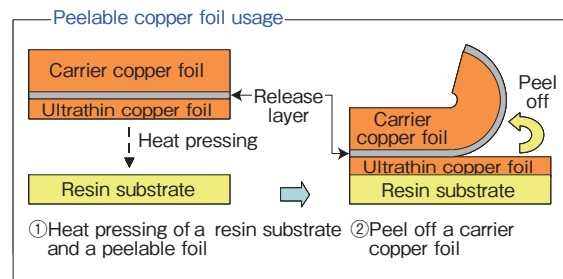 Peelable copper foil usage
Carrier copper foil
Ultrathin copper foil
Release
layer
Heat pressing
Resin substrate
①Heat pressing of a resin substrate
and a peelable foil
Peel
off
Carrier
copper foil
Ultrathin copper foil
Resin substrate
②Peel off a carrier
copper foil